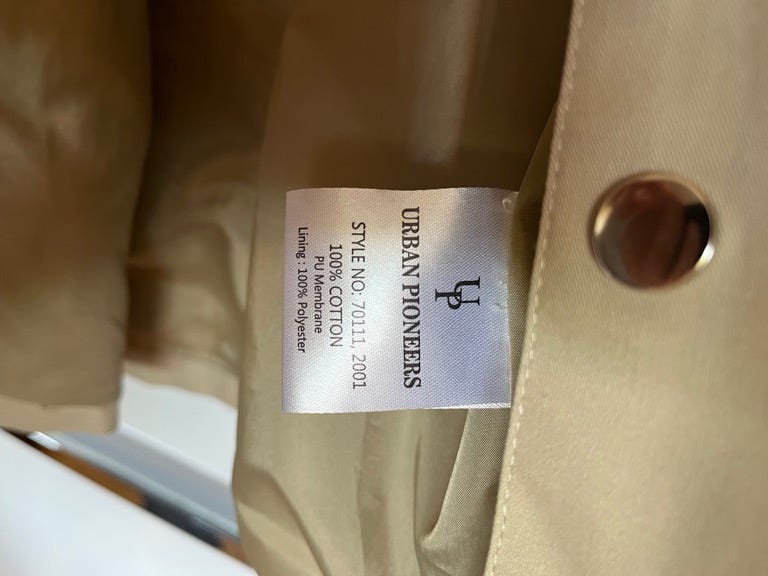 UP
URBAN PIONEERS
STYLE NO: 70111, 2001
100% COTTON
PU Membrane
Lining : 100% Polyester